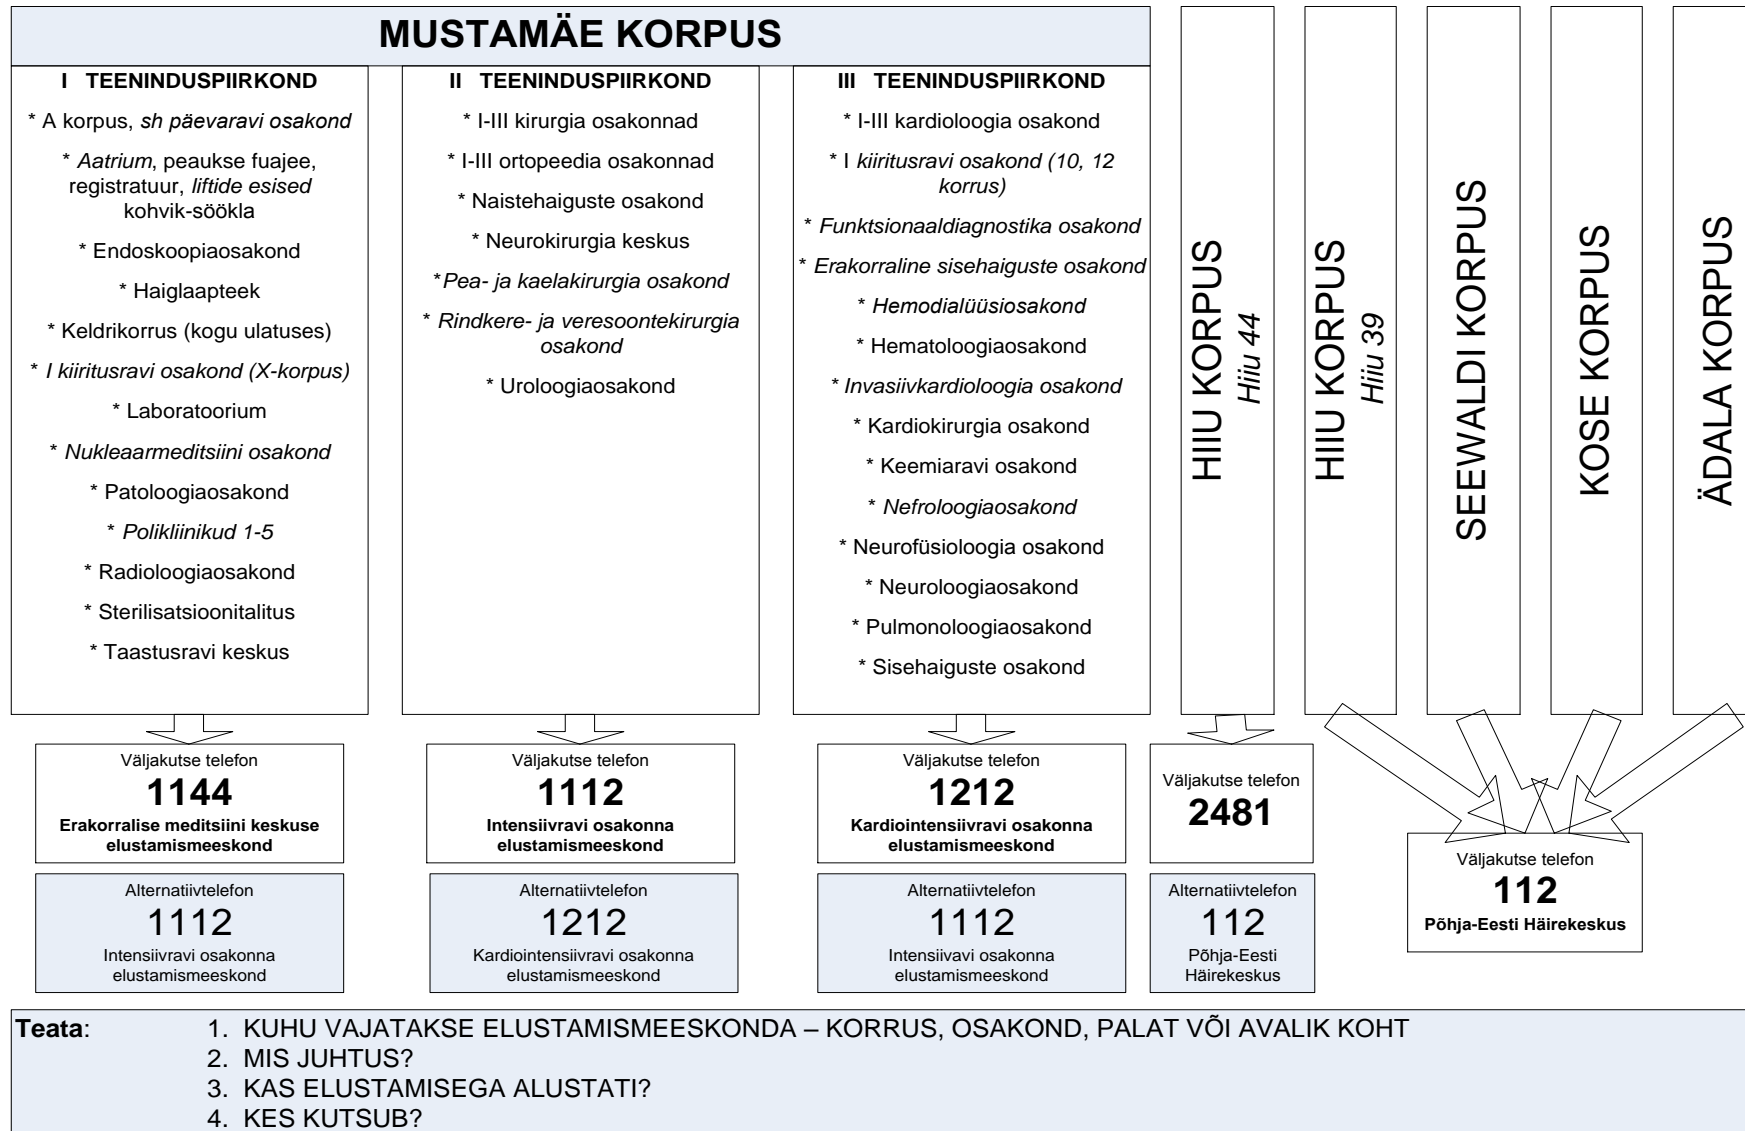 MUSTAMÄE KORPUS
I TEENINDUSPIIRKOND
* A korpus, sh päevaravi osakond
* Aatrium, peaukse fuajee,
registratuur, liftide esised
kohvik-söökla
* Endoskoopiaosakond
* Haiglaapteek
* Keldrikorrus (kogu ulatuses)
* I kiiritusravi osakond (X-korpus)
* Laboratoorium
* Nukleaarmeditsiini osakond
* Patoloogiaosakond
* Polikliinikud 1-5
* Radioloogiaosakond
* Sterilisatsioonitalitus
* Taastusravi keskus
II TEENINDUSPIIRKOND
* I-III kirurgia osakonnad
* I-III ortopeedia osakonnad
* Naistehaiguste osakond
* Neurokirurgia keskus
* Pea- ja kaelakirurgia osakond
* Rindkere- ja veresoontekirurgia
osakond
* Uroloogiaosakond
III TEENINDUSPIIRKOND
* I-III kardioloogia osakond
* I kiiritusravi osakond (10, 12
korrus)
* Funktsionaaldiagnostika osakond
* Erakorraline sisehaiguste osakond
* Hemodialüüsiosakond
* Hematoloogiaosakond
* Invasiivkardioloogia osakond
* Kardiokirurgia osakond
* Keemiaravi osakond
* Nefroloogiaosakond
* Neurofüsioloogia osakond
* Neuroloogiaosakond
* Pulmonoloogiaosakond
* Sisehaiguste osakond
HIIU KORPUS
Hiiu 44
HIIU KORPUS
Hiiu 39
SEEWALDI KORPUS
KOSE KORPUS
ÄDALA KORPUS
Väljakutse telefon
1144
Erakorralise meditsiini keskuse
elustamismeeskond
Alternatiivtelefon
1112
Intensiivravi osakonna
elustamismeeskond
Väljakutse telefon
1112
Intensiivravi osakonna
elustamismeeskond
Alternatiivtelefon
1212
Kardiointensiivravi osakonna
elustamismeeskond
Väljakutse telefon
1212
Kardiointensiivravi osakonna
elustamismeeskond
Alternatiivtelefon
1112
Intensiivavi osakonna
elustamismeeskond
Väljakutse telefon
2481
Alternatiivtelefon
112
Põhja-Eesti
Häirekeskus
Väljakutse telefon
112
Põhja-Eesti Häirekeskus
Teata: 1. KUHU VAJATAKSE ELUSTAMISMEESKONDA – KORRUS, OSAKOND, PALAT VÕI AVALIK KOHT
2. MIS JUHTUS?
3. KAS ELUSTAMISEGA ALUSTATI?
4. KES KUTSUB?